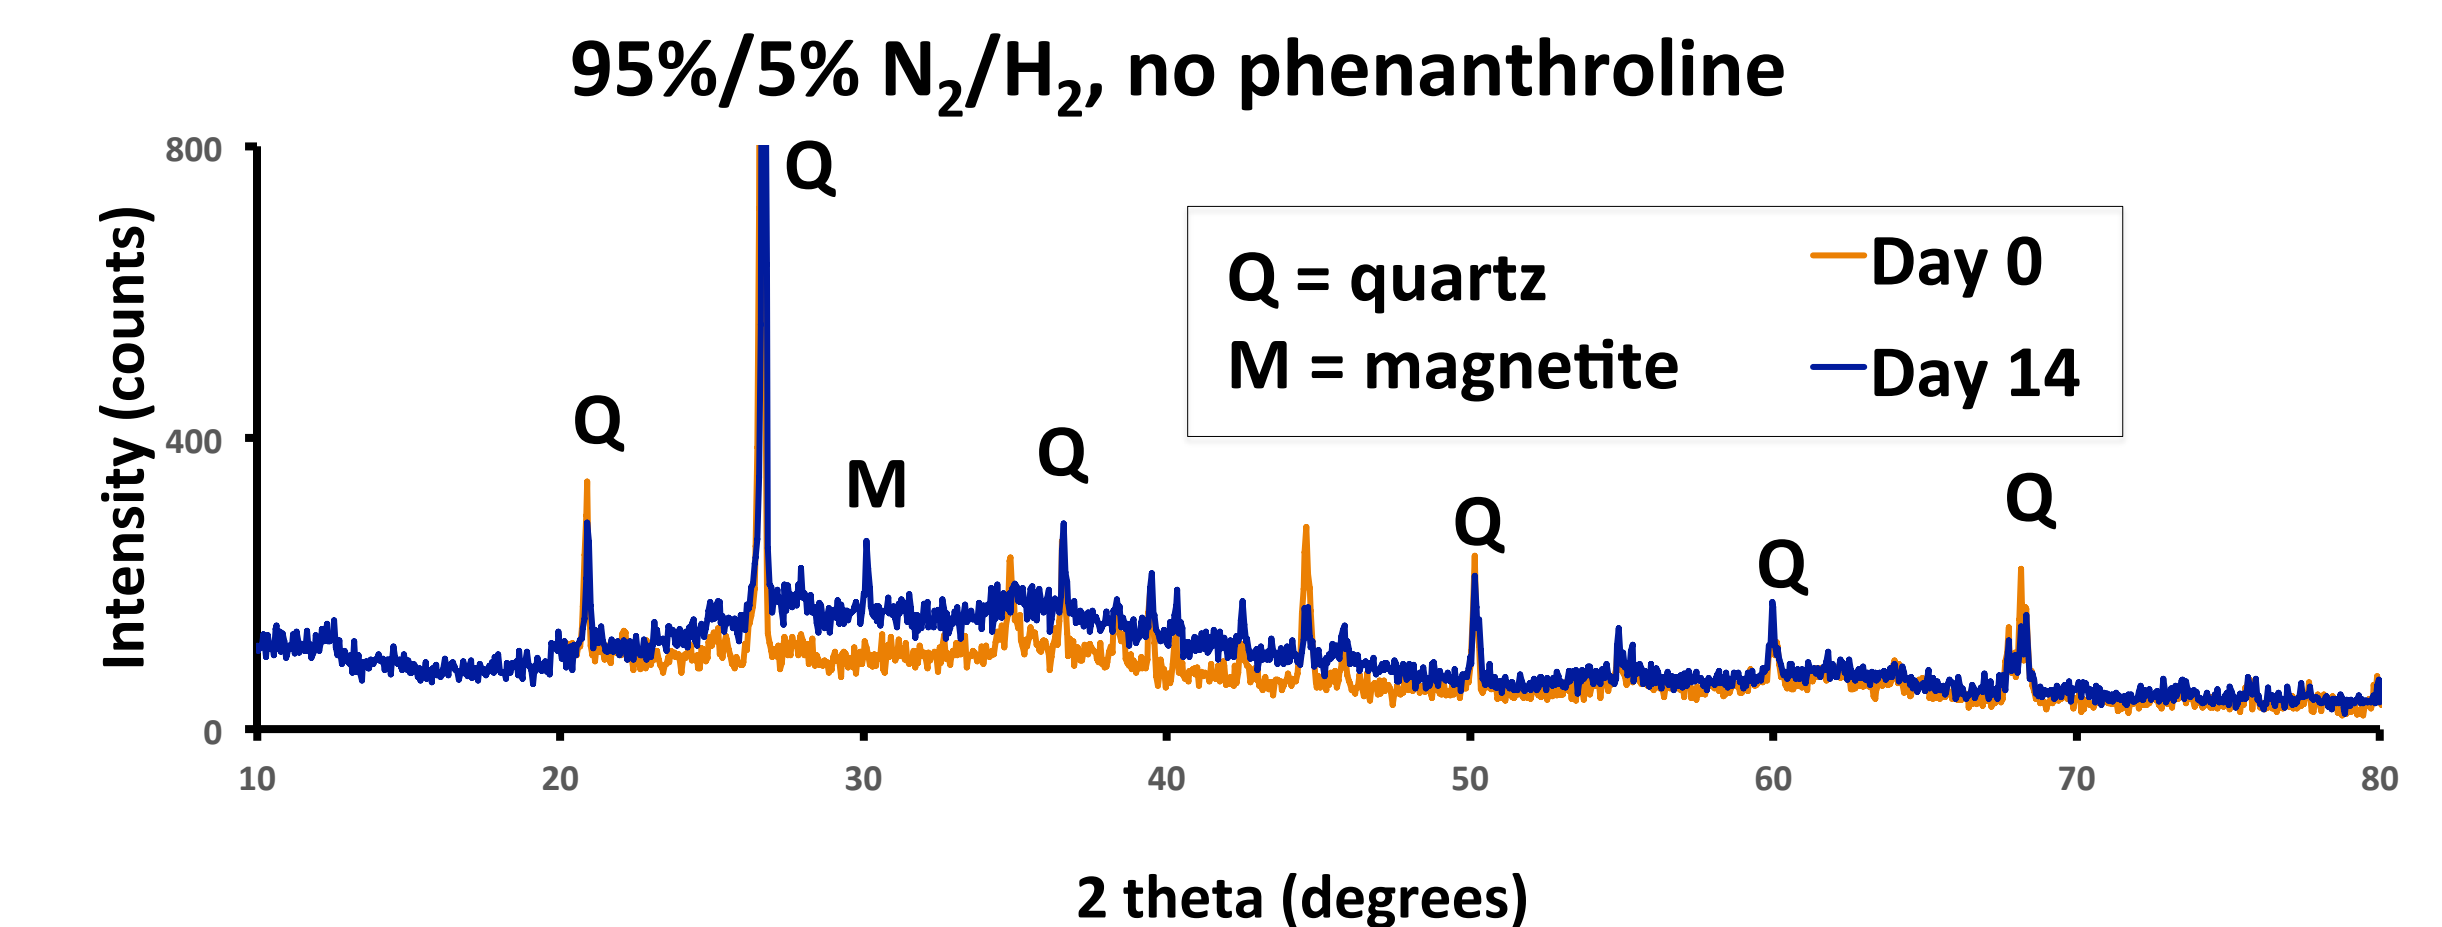 95%/5% N₂/H₂, no phenanthroline
Intensity (counts)
800
400
0
Q
Q
M
Q
Q
Q
Q
Q = quartz
M = magnetite
Day 0
Day 14
10 20 30 40 50 60 70 80
2 theta (degrees)